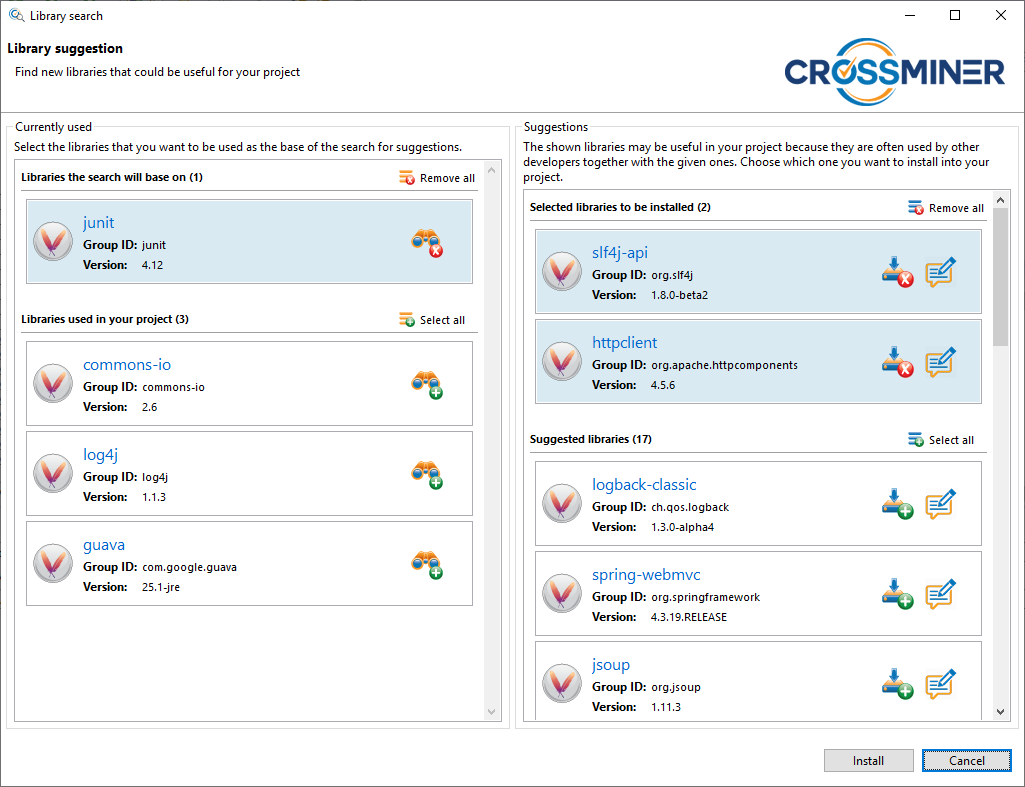 Library search
Library suggestion
Find new libraries that could be useful for your project
CROSSMINER
Currently used
Select the libraries that you want to be used as the base of the search for suggestions.
Libraries the search will base on (1)
Remove all
junit
Group ID: junit
Version: 4.12
Libraries used in your project (3)
Select all
commons-io
Group ID: commons-io
Version: 2.6
log4j
Group ID: log4j
Version: 1.1.3
guava
Group ID: com.google.guava
Version: 25.1-jre
Suggestions
The shown libraries may be useful in your project because they are often used by other
developers together with the given ones. Choose which one you want to install into your
project.
Selected libraries to be installed (2)
Remove all
slf4j-api
Group ID: org.slf4j
Version: 1.8.0-beta2
httpclient
Group ID: org.apache.httpcomponents
Version: 4.5.6
Suggested libraries (17)
Select all
logback-classic
Group ID: ch.qos.logback
Version: 1.3.0-alpha4
spring-webmvc
Group ID: org.springframework
Version: 4.3.19.RELEASE
jsoup
Group ID: org.jsoup
Version: 1.11.3
Install
Cancel